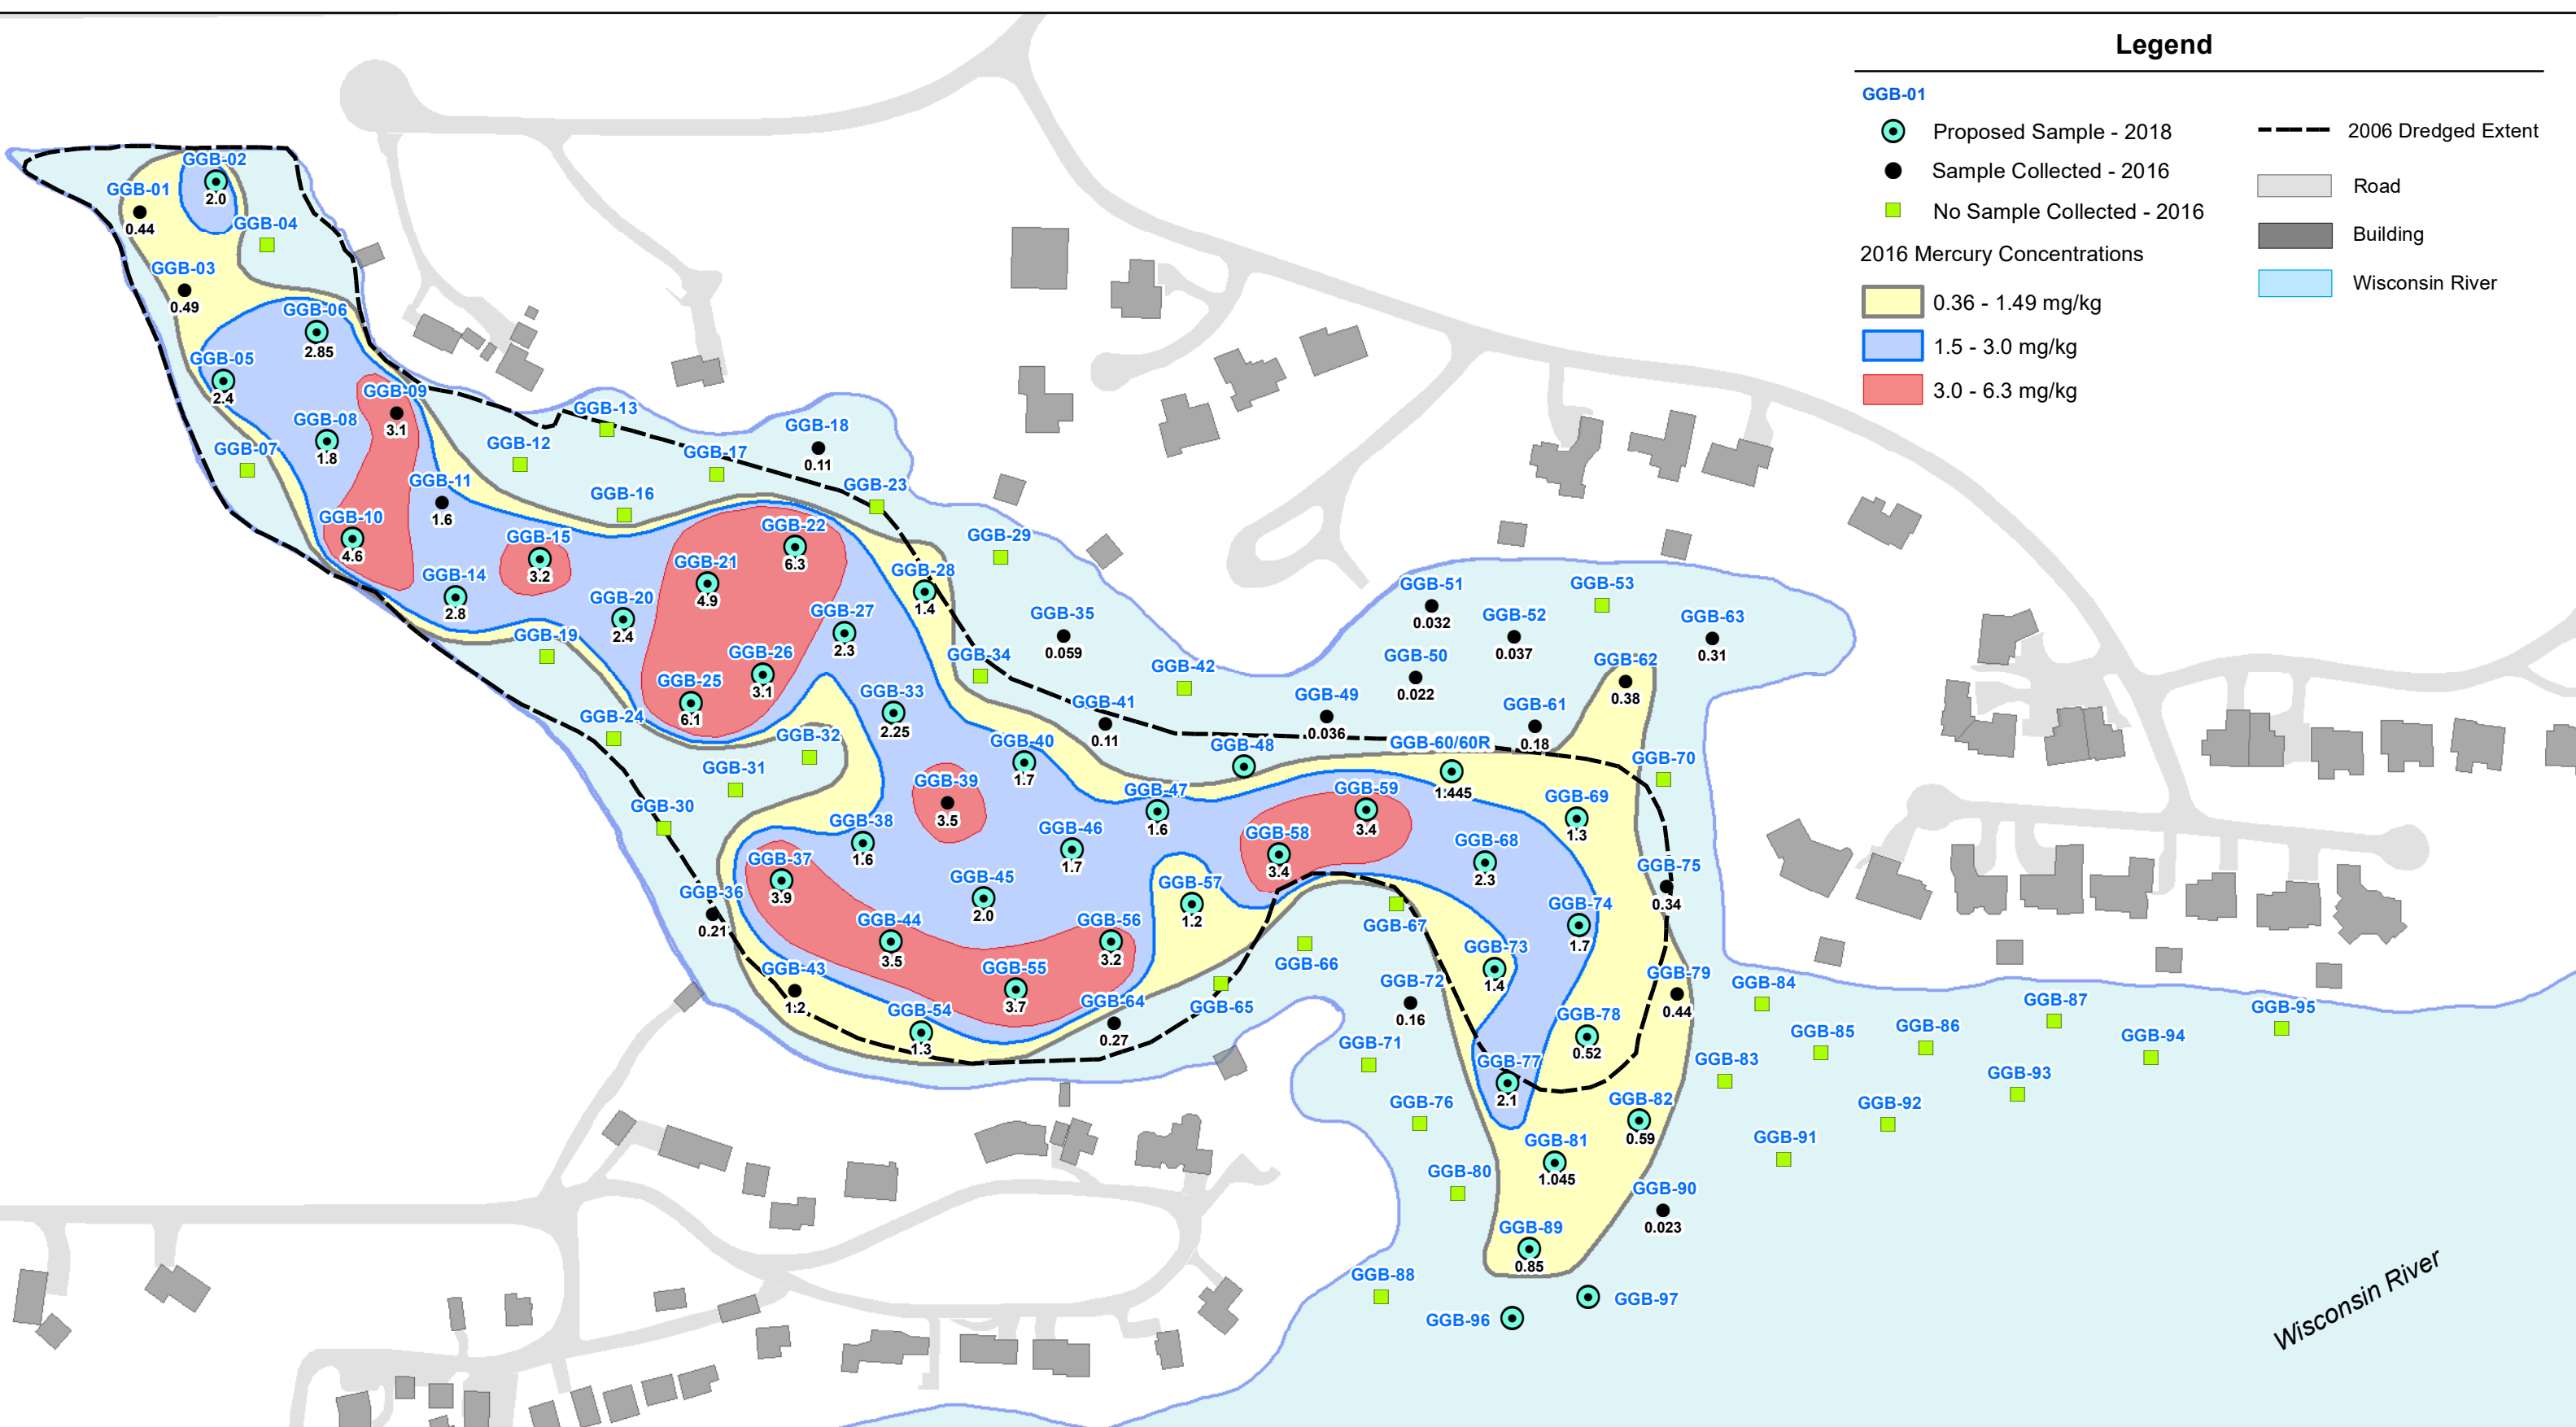 Legend
GGB-01
Proposed Sample - 2018
Sample Collected - 2016
No Sample Collected - 2016
2016 Mercury Concentrations
0.36 - 1.49 mg/kg
1.5 - 3.0 mg/kg
3.0 - 6.3 mg/kg
2006 Dredged Extent
Road
Building
Wisconsin River
GGB-01
0.44
GGB-02
2.0
GGB-03
0.49
GGB-04
GGB-05
2.4
GGB-06
2.85
GGB-07
GGB-08
1.8
GGB-09
3.1
GGB-10
4.6
GGB-11
1.6
GGB-12
GGB-13
GGB-14
2.8
GGB-15
3.2
GGB-16
GGB-17
GGB-18
0.11
GGB-19
GGB-20
2.4
GGB-21
4.9
GGB-22
6.3
GGB-23
GGB-24
GGB-25
6.1
GGB-26
3.1
GGB-27
2.3
GGB-28
1.4
GGB-29
GGB-30
GGB-31
GGB-32
GGB-33
2.25
GGB-34
GGB-35
0.059
GGB-36
0.21
GGB-37
3.9
GGB-38
1.6
GGB-39
3.5
GGB-40
1.7
GGB-41
0.11
GGB-42
GGB-43
1.2
GGB-44
3.5
GGB-45
2.0
GGB-46
1.7
GGB-47
1.6
GGB-48
GGB-49
0.036
GGB-50
0.022
GGB-51
0.032
GGB-52
0.037
GGB-53
GGB-54
1.3
GGB-55
3.7
GGB-56
3.2
GGB-57
1.2
GGB-58
3.4
GGB-59
3.4
GGB-60/60R
1.445
GGB-61
0.18
GGB-62
0.38
GGB-63
0.31
GGB-64
0.27
GGB-65
GGB-66
GGB-67
GGB-68
2.3
GGB-69
1.3
GGB-70
GGB-71
GGB-72
0.16
GGB-73
1.4
GGB-74
1.7
GGB-75
0.34
GGB-76
GGB-77
2.1
GGB-78
0.52
GGB-79
0.44
GGB-80
GGB-81
1.045
GGB-82
0.59
GGB-83
GGB-84
GGB-85
GGB-86
GGB-87
GGB-88
GGB-89
0.85
GGB-90
0.023
GGB-91
GGB-92
GGB-93
GGB-94
GGB-95
GGB-96
GGB-97
Wisconsin River